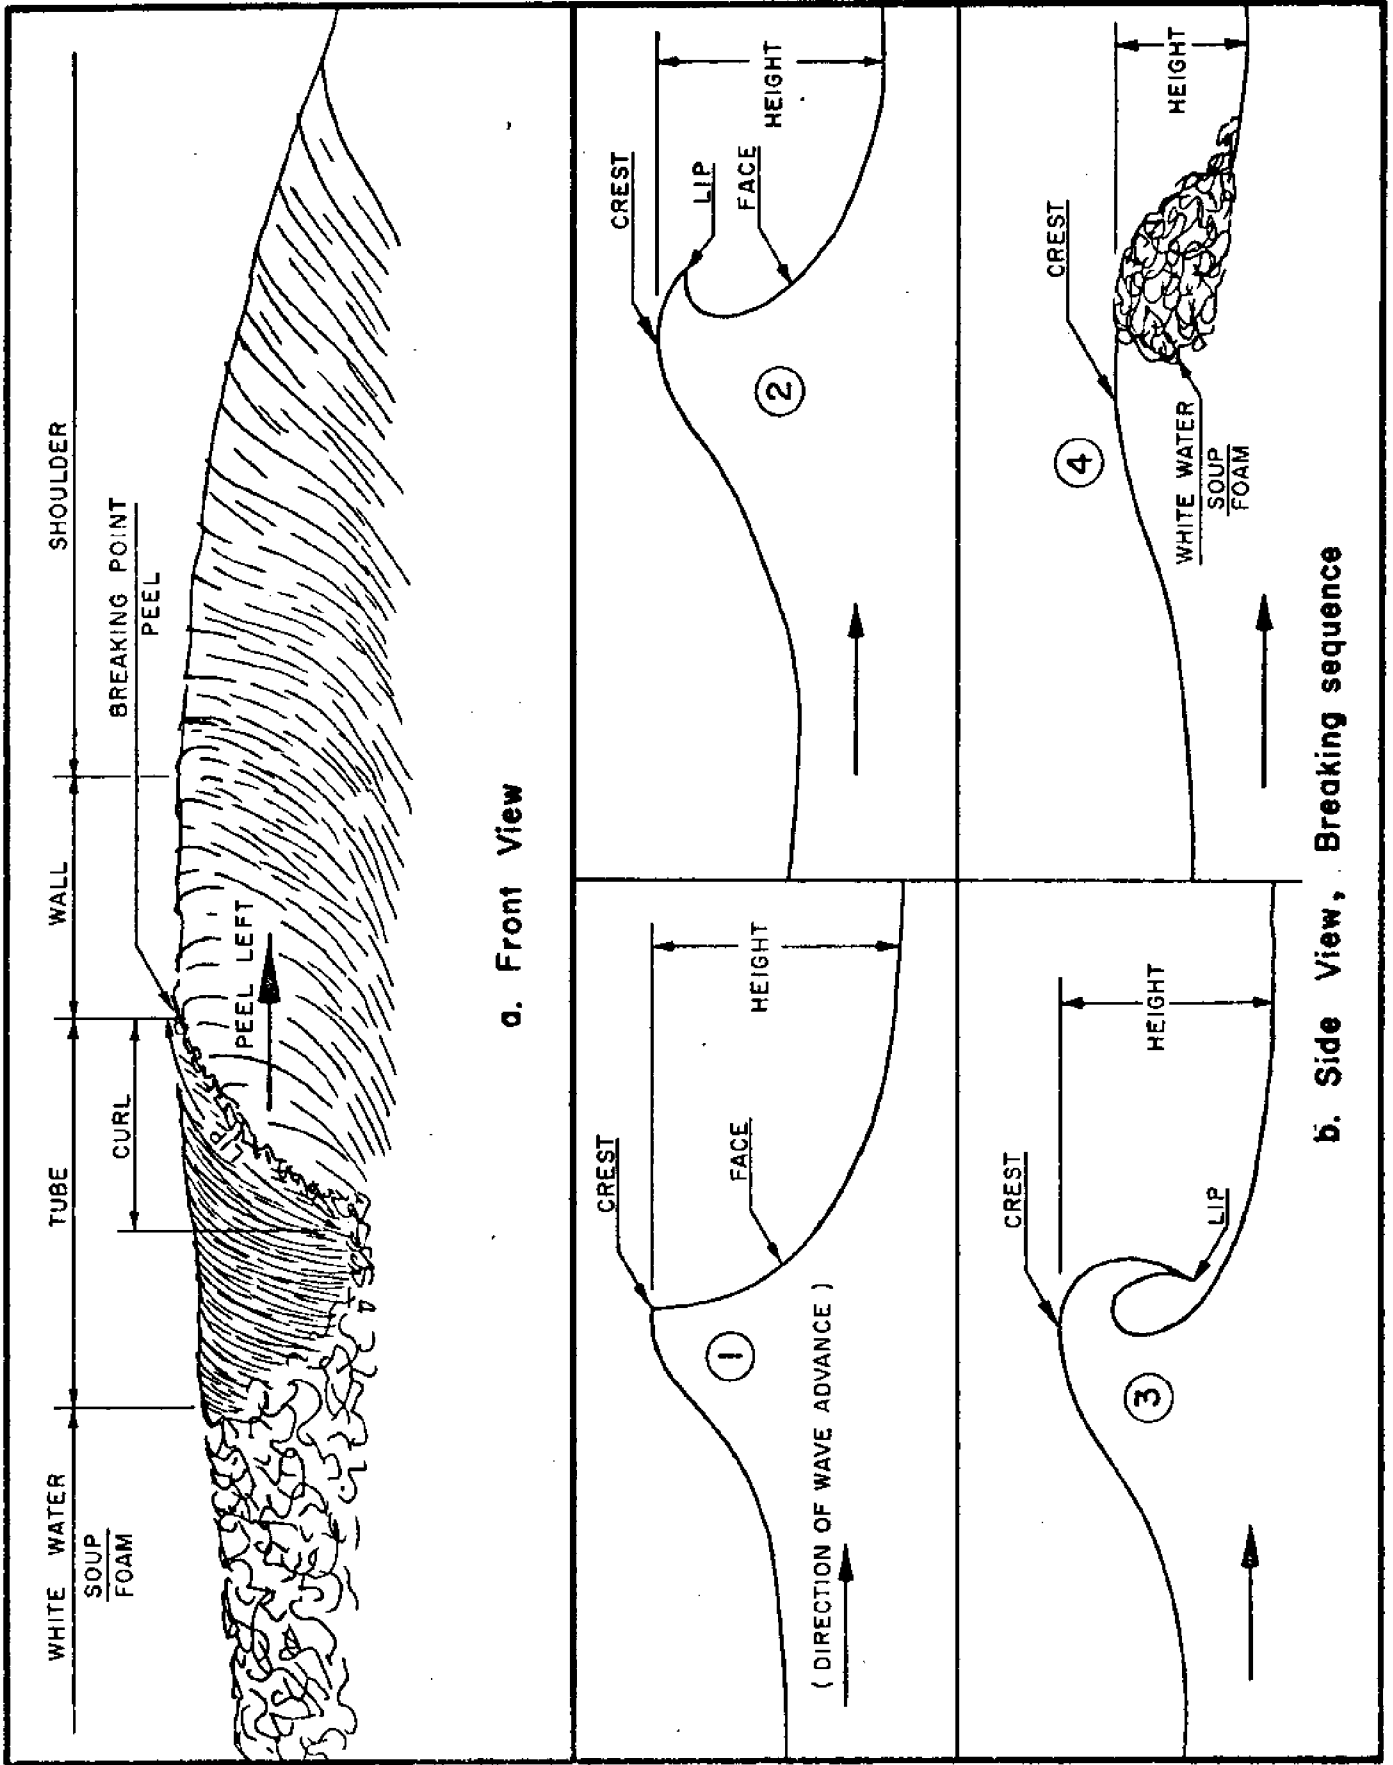 WHITE WATER
SOUP
FOAM
TUBE
WALL
SHOULDER
CURL
BREAKING POINT
PEEL
LIP
PEEL LEFT
a. Front View
CREST
FACE
HEIGHT
1
(DIRECTION OF WAVE ADVANCE)
CREST
LIP
FACE
HEIGHT
2
CREST
LIP
HEIGHT
3
CREST
HEIGHT
4
WHITE WATER
SOUP
FOAM
b. Side View, Breaking sequence